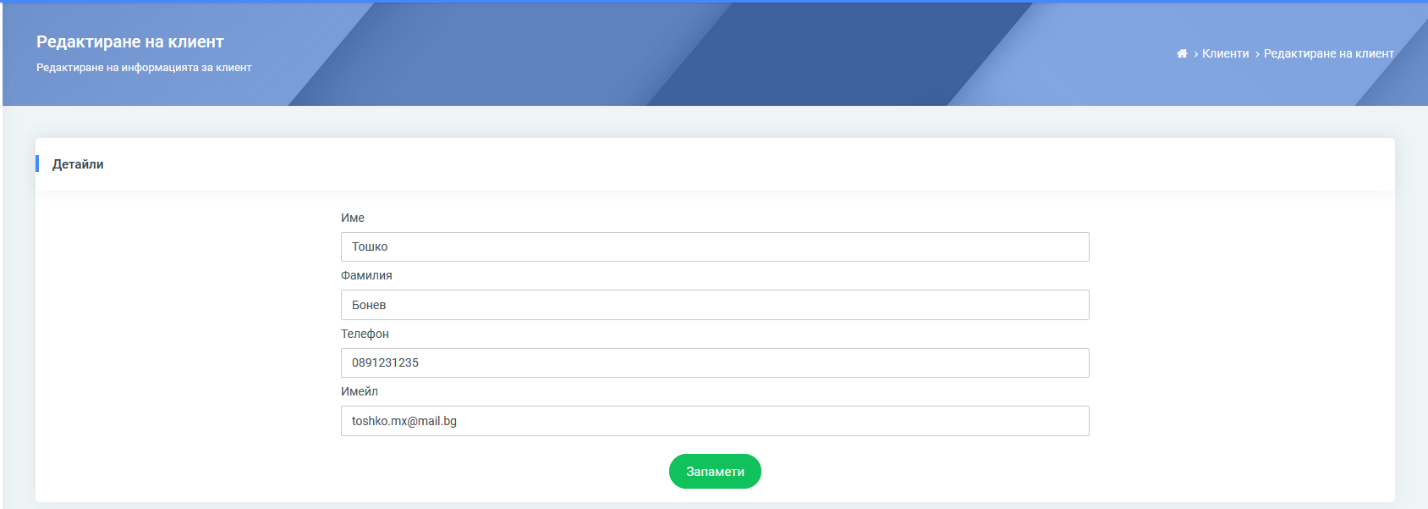 Редактиране на клиент
Редактиране на информацията за клиент
> Клиенти > Редактиране на клиент
Детайли
Име
Тошко
Фамилия
Бонев
Телефон
0891231235
Имейл
toshko.mx@mail.bg
Запамети